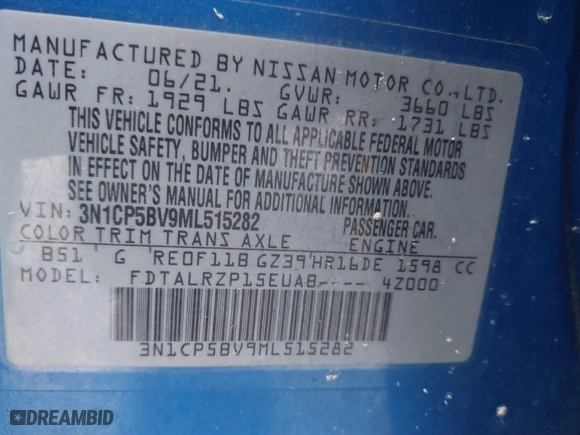 MANUFACTURED BY NISSAN MOTOR CO., LTD.
DATE: 06/21. GVWR: 3660 LBS
GAWR FR: 1929 LBS GAWR RR: 1731 LBS
THIS VEHICLE CONFORMS TO ALL APPLICABLE FEDERAL MOTOR
VEHICLE SAFETY, BUMPER AND THEFT PREVENTION STANDARDS
IN EFFECT ON THE DATE OF MANUFACTURE SHOWN ABOVE.
SEE OWNER'S MANUAL FOR ADDITIONAL INFORMATION.
VIN: 3N1CP5BV9ML515282 PASSENGER CAR.
COLOR TRIM TRANS AXLE ENGINE
B51 G RE0F11B GZ39 HR16DE 1598 CC
MODEL: FDTALRZP15EUAB---- 4Z000
3N1CP5BV9ML515282
DREAMBID